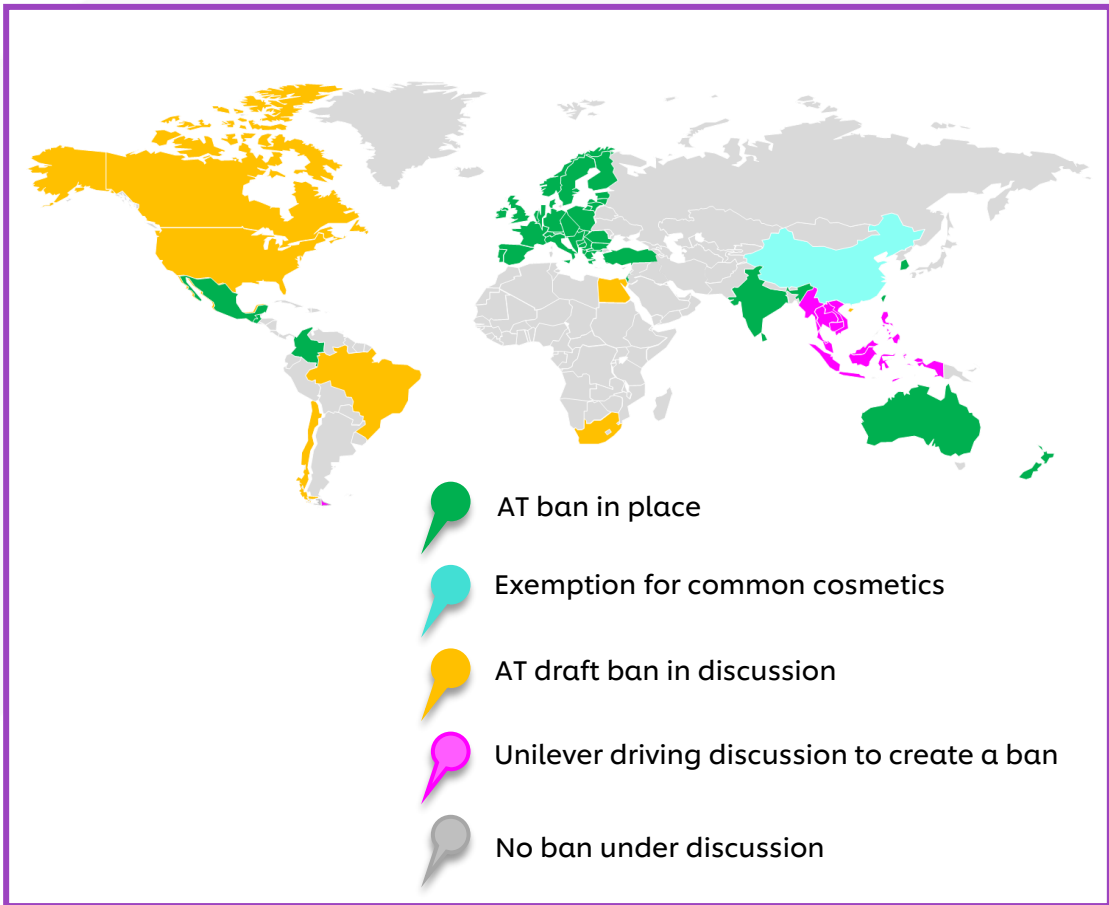 AT ban in place
Exemption for common cosmetics
AT draft ban in discussion
Unilever driving discussion to create a ban
No ban under discussion